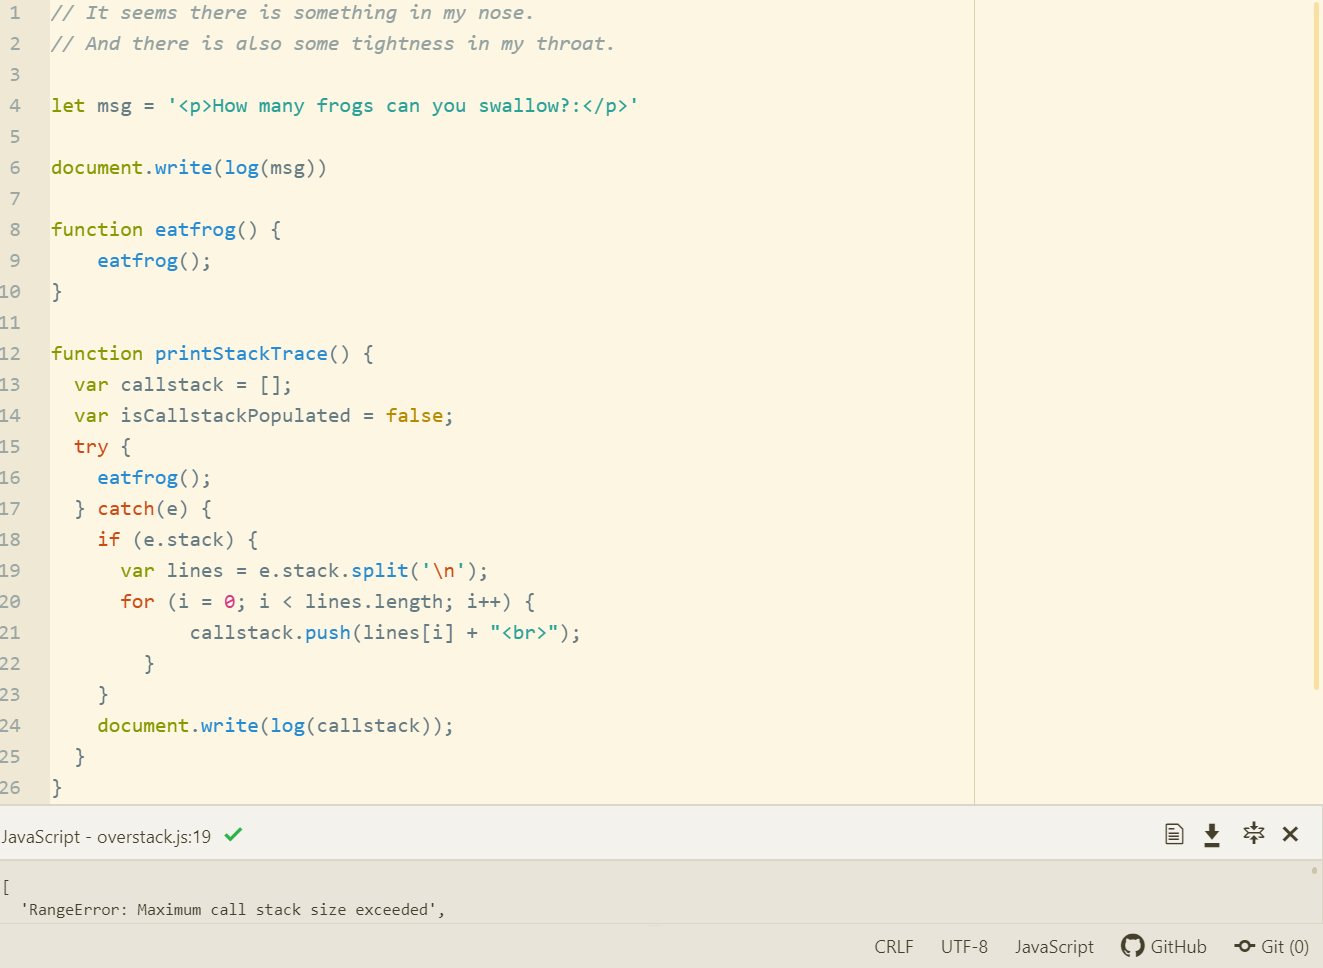 1 // It seems there is something in my nose.
2 // And there is also some tightness in my throat.
3
4 let msg = '<p>How many frogs can you swallow?:</p>'
5
6 document.write(log(msg))
7
8 function eatfrog() {
9     eatfrog();
10 }
11
12 function printStackTrace() {
13   var callstack = [];
14   var isCallstackPopulated = false;
15   try {
16     eatfrog();
17   } catch(e) {
18     if (e.stack) {
19       var lines = e.stack.split('\n');
20       for (i = 0; i < lines.length; i++) {
21             callstack.push(lines[i] + "<br>");
22         }
23     }
24     document.write(log(callstack));
25   }
26 }
JavaScript - overstack.js:19
[
  'RangeError: Maximum call stack size exceeded',
CRLF UTF-8 JavaScript GitHub Git (0)